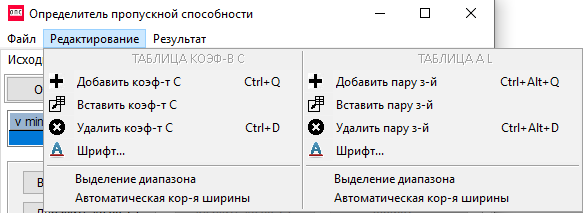 Определитель пропускной способности
Файл Редактирование Результат
ТАБЛИЦА КОЭФ-В C
Добавить коэф-т C Ctrl+Q
Вставить коэф-т C
Удалить коэф-т C Ctrl+D
Шрифт...
Выделение диапазона
Автоматическая кор-я ширины
ТАБЛИЦА A L
Добавить пару з-й Ctrl+Alt+Q
Вставить пару з-й
Удалить пару з-й Ctrl+Alt+D
Шрифт...
Выделение диапазона
Автоматическая кор-я ширины
v min